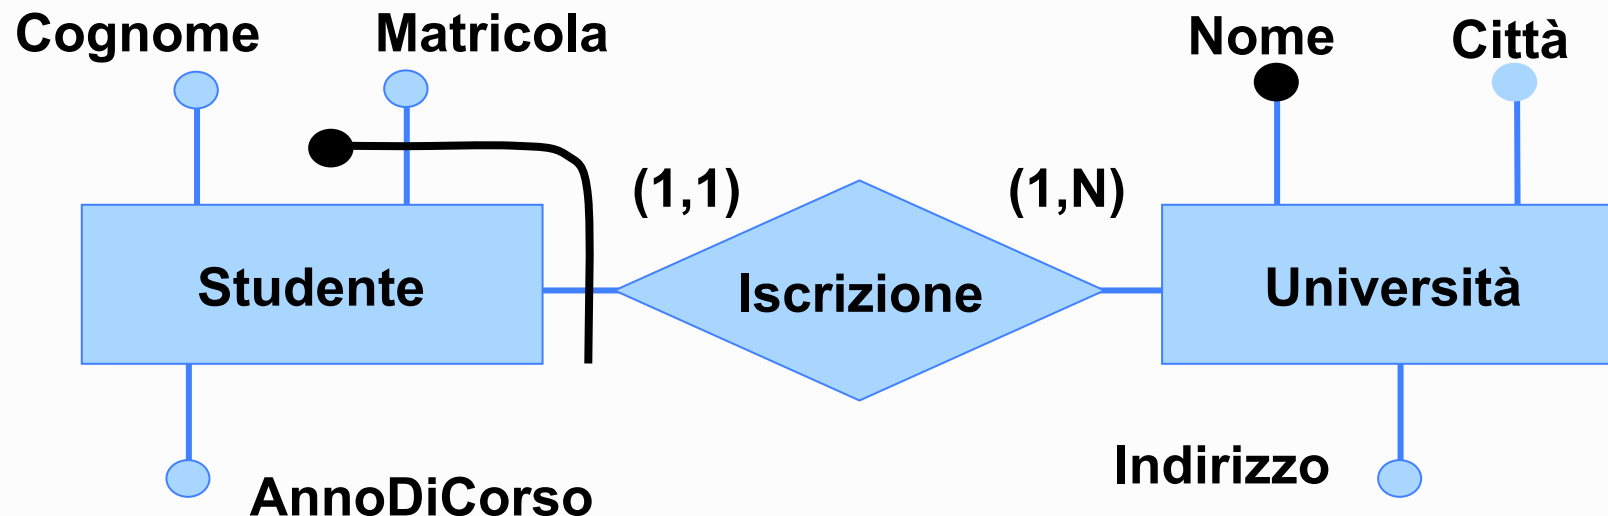 Cognome
Matricola
Nome
Città
(1,1)
(1,N)
Studente
Iscrizione
Università
AnnoDiCorso
Indirizzo